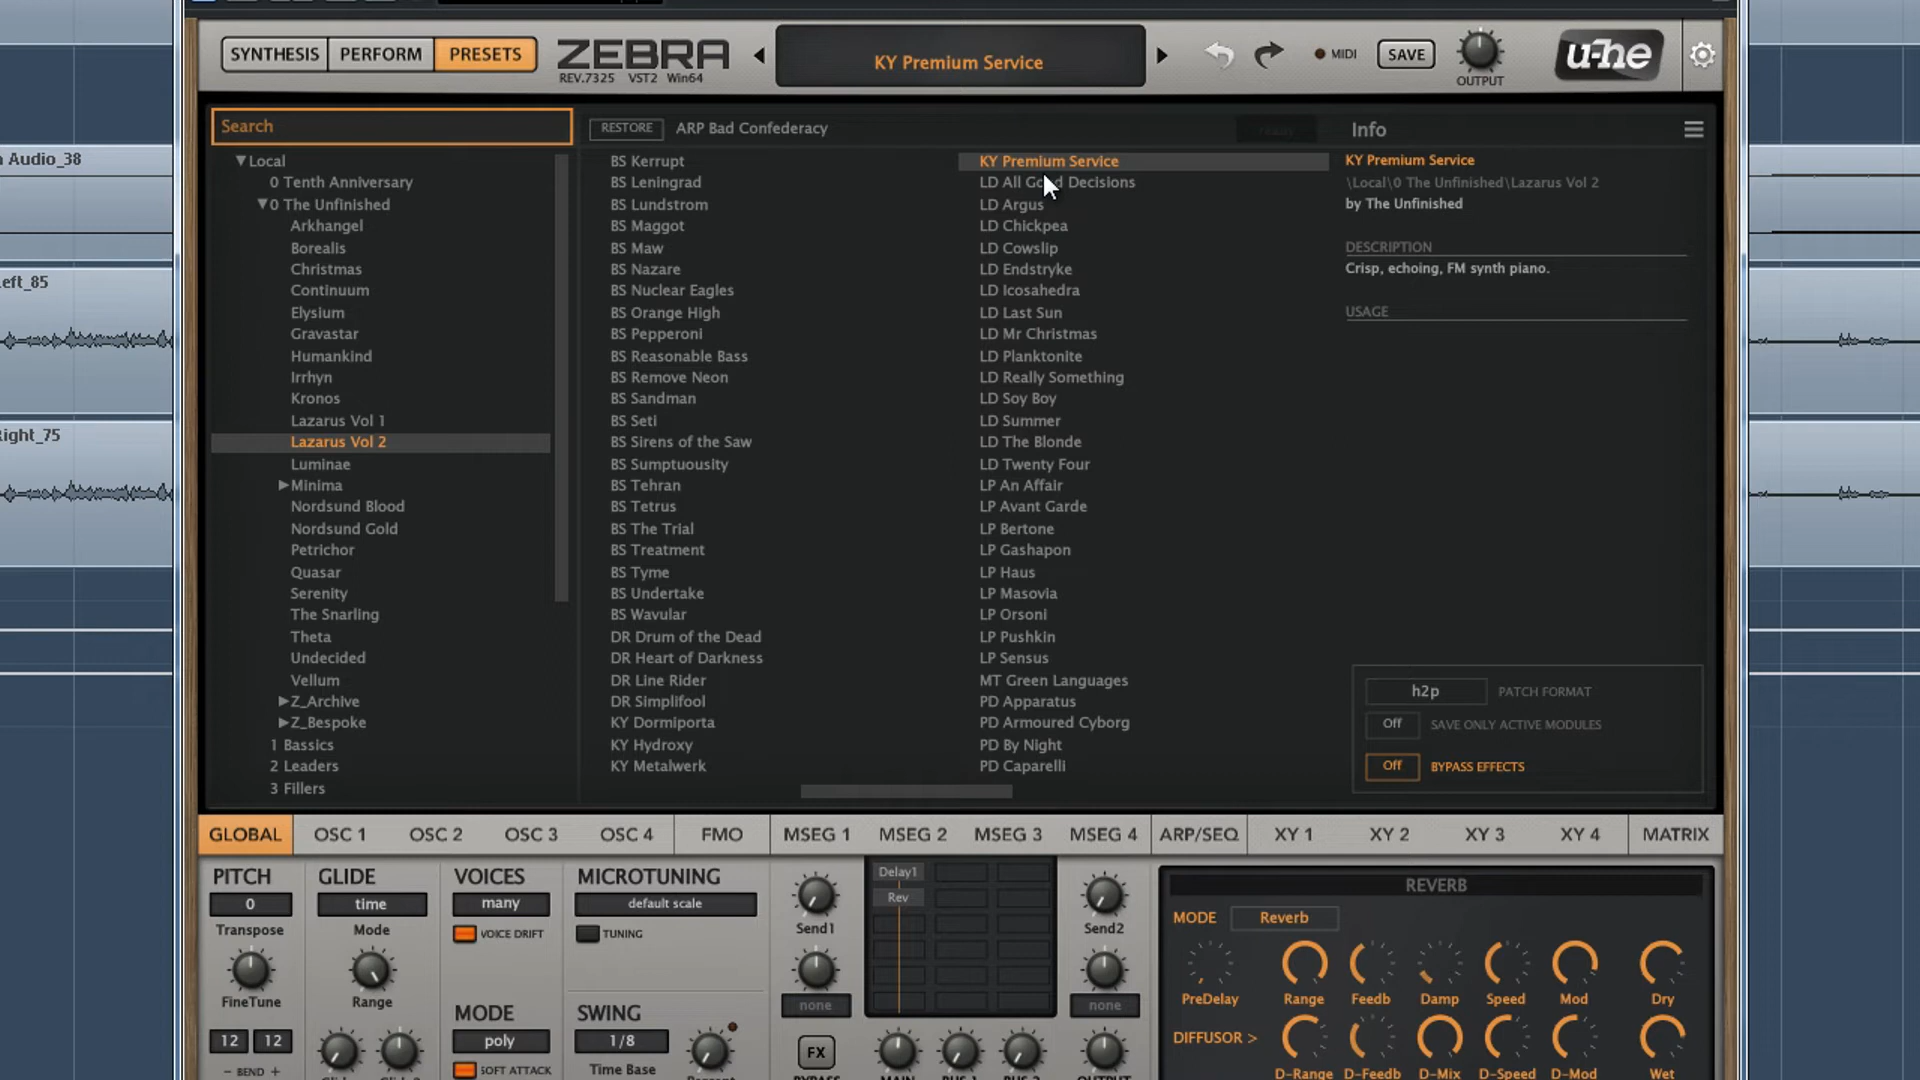 SYNTHESIS
PERFORM
PRESETS
ZEBRA
REV.7325 VST2 Win64
KY Premium Service
MIDI
SAVE
OUTPUT
u-he
Search
RESTORE
ARP Bad Confederacy
Info
Local
0 Tenth Anniversary
0 The Unfinished
Arkhangel
Borealis
Christmas
Continuum
Elysium
Gravastar
Humankind
Irrhyn
Kronos
Lazarus Vol 1
Lazarus Vol 2
Luminae
Minima
Nordsund Blood
Nordsund Gold
Petrichor
Quasar
Serenity
The Snarling
Theta
Undecided
Vellum
Z_Archive
Z_Bespoke
1 Bassics
2 Leaders
3 Fillers
BS Kerrupt
BS Leningrad
BS Lundstrom
BS Maggot
BS Maw
BS Nazare
BS Nuclear Eagles
BS Orange High
BS Pepperoni
BS Reasonable Bass
BS Remove Neon
BS Sandman
BS Seti
BS Sirens of the Saw
BS Sumptuousity
BS Tehran
BS Tetrus
BS The Trial
BS Treatment
BS Tyme
BS Undertake
BS Wavular
DR Drum of the Dead
DR Heart of Darkness
DR Line Rider
DR Simplifool
KY Dormiporta
KY Hydroxy
KY Metalwerk
KY Premium Service
LD All Good Decisions
LD Argus
LD Chickpea
LD Cowslip
LD Endstryke
LD Icosahedra
LD Last Sun
LD Mr Christmas
LD Planktonite
LD Really Something
LD Soy Boy
LD Summer
LD The Blonde
LD Twenty Four
LP An Affair
LP Avant Garde
LP Bertone
LP Gashapon
LP Haus
LP Masovia
LP Orsoni
LP Pushkin
LP Sensus
MT Green Languages
PD Apparatus
PD Armoured Cyborg
PD By Night
PD Caparelli
KY Premium Service
\Local\0 The Unfinished\Lazarus Vol 2
by The Unfinished
DESCRIPTION
Crisp, echoing, FM synth piano.
USAGE
h2p PATCH FORMAT
Off SAVE ONLY ACTIVE MODULES
Off BYPASS EFFECTS
Audio_38
Left_85
Right_75
GLOBAL
OSC 1
OSC 2
OSC 3
OSC 4
FMO
MSEG 1
MSEG 2
MSEG 3
MSEG 4
ARP/SEQ
XY 1
XY 2
XY 3
XY 4
MATRIX
PITCH
0
Transpose
FineTune
12 12
– BEND +
GLIDE
time
Mode
Range
VOICES
many
VOICE DRIFT
MODE
poly
SOFT ATTACK
MICROTUNING
default scale
TUNING
SWING
1/8
Time Base
Send1
none
FX
Delay1
Rev
Send2
none
REVERB
MODE Reverb
PreDelay Range Feedb Damp Speed Mod Dry
DIFFUSOR >
D-Range D-Feedb D-Mix D-Speed D-Mod Wet